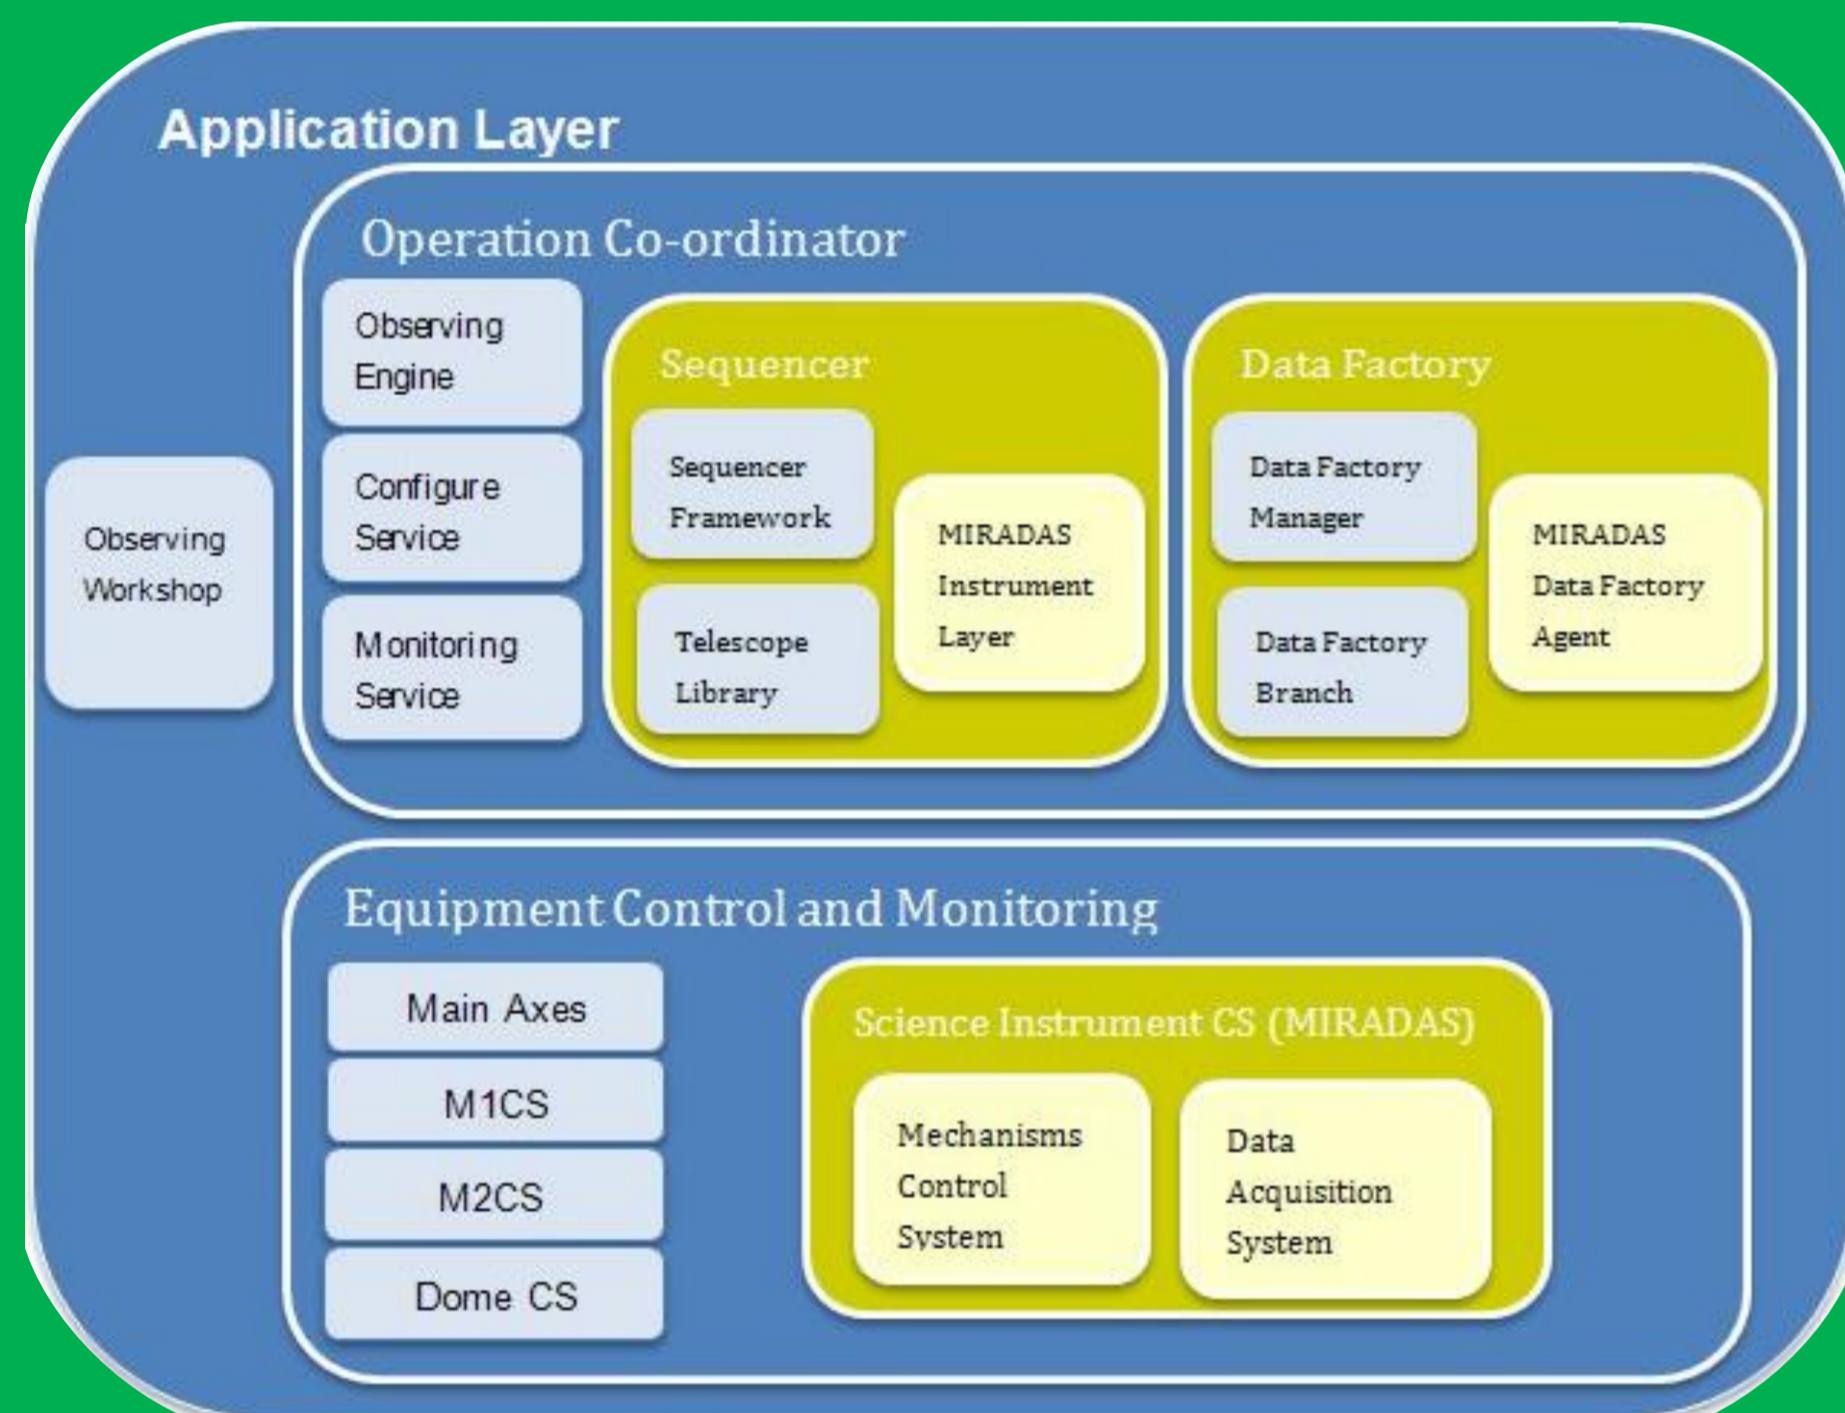 Application Layer
Operation Co-ordinator
Observing
Engine
Configure
Service
Monitoring
Service
Observing
Workshop
Sequencer
Sequencer
Framework
Telescope
Library
MIRADAS
Instrument
Layer
Data Factory
Data Factory
Manager
Data Factory
Branch
MIRADAS
Data Factory
Agent
Equipment Control and Monitoring
Main Axes
M1CS
M2CS
Dome CS
Science Instrument CS (MIRADAS)
Mechanisms
Control
System
Data
Acquisition
System